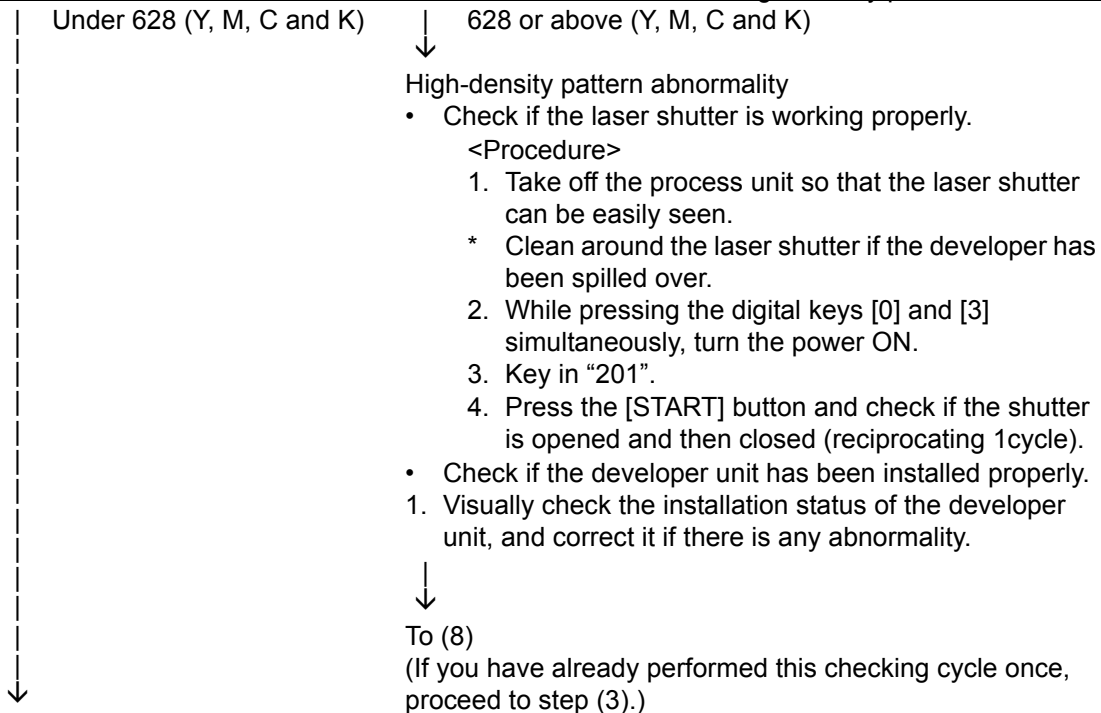 Under 628 (Y, M, C and K) 628 or above (Y, M, C and K)
High-density pattern abnormality
• Check if the laser shutter is working properly.
<Procedure>
1. Take off the process unit so that the laser shutter
can be easily seen.
* Clean around the laser shutter if the developer has
been spilled over.
2. While pressing the digital keys [0] and [3]
simultaneously, turn the power ON.
3. Key in “201”.
4. Press the [START] button and check if the shutter
is opened and then closed (reciprocating 1cycle).
• Check if the developer unit has been installed properly.
1. Visually check the installation status of the developer
unit, and correct it if there is any abnormality.
To (8)
(If you have already performed this checking cycle once,
proceed to step (3).)